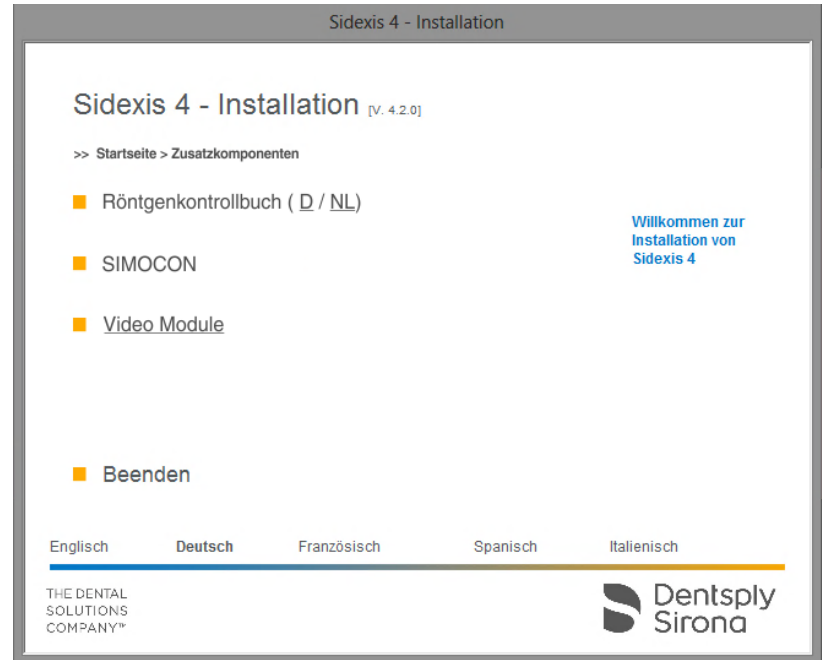 Sidexis 4 - Installation
Sidexis 4 - Installation [V. 4.2.0]
>> Startseite > Zusatzkomponenten
Röntgenkontrollbuch ( D / NL)
Willkommen zur
Installation von
Sidexis 4
SIMOCON
Video Module
Beenden
Englisch Deutsch Französisch Spanisch Italienisch
THE DENTAL
SOLUTIONS
COMPANY™
Dentsply
Sirona